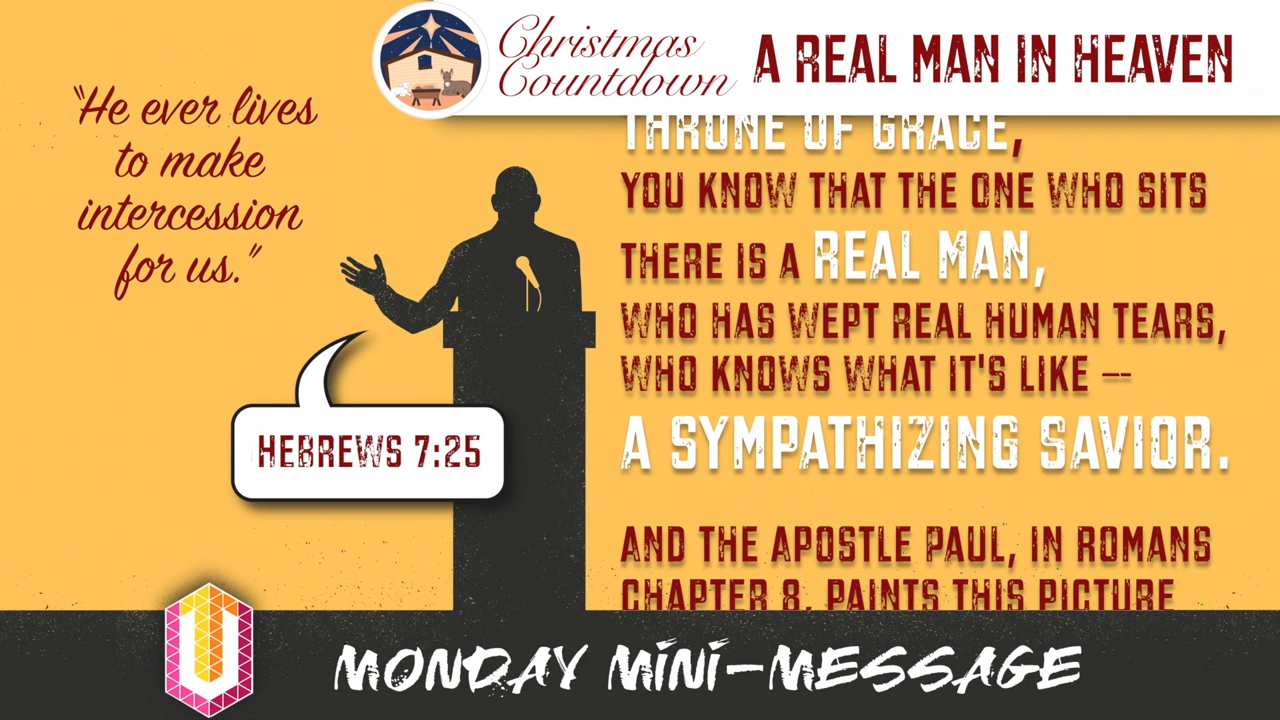 Christmas
Countdown
A REAL MAN IN HEAVEN
"He ever lives
to make
intercession
for us."
HEBREWS 7:25
THRONE OF GRACE,
YOU KNOW THAT THE ONE WHO SITS
THERE IS A REAL MAN,
WHO HAS WEPT REAL HUMAN TEARS,
WHO KNOWS WHAT IT'S LIKE —-
A SYMPATHIZING SAVIOR.
AND THE APOSTLE PAUL, IN ROMANS
CHAPTER 8, PAINTS THIS PICTURE
U
MONDAY MINI-MESSAGE